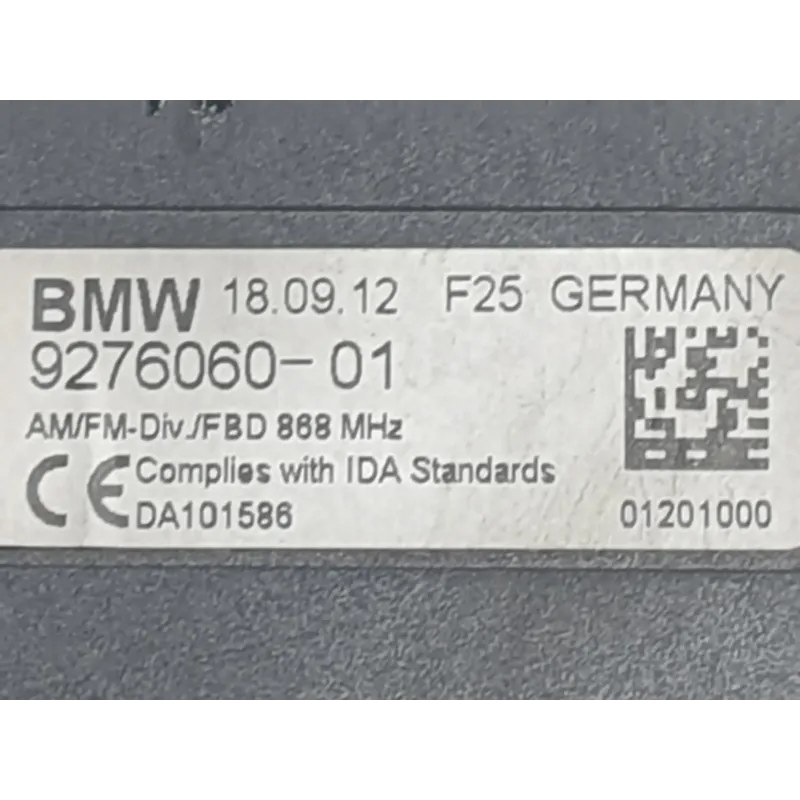 BMW 18.09.12 F25 GERMANY
9276060-01
AM/FM-Div./FBD 868 MHz
CE Complies with IDA Standards
DA101586
01201000